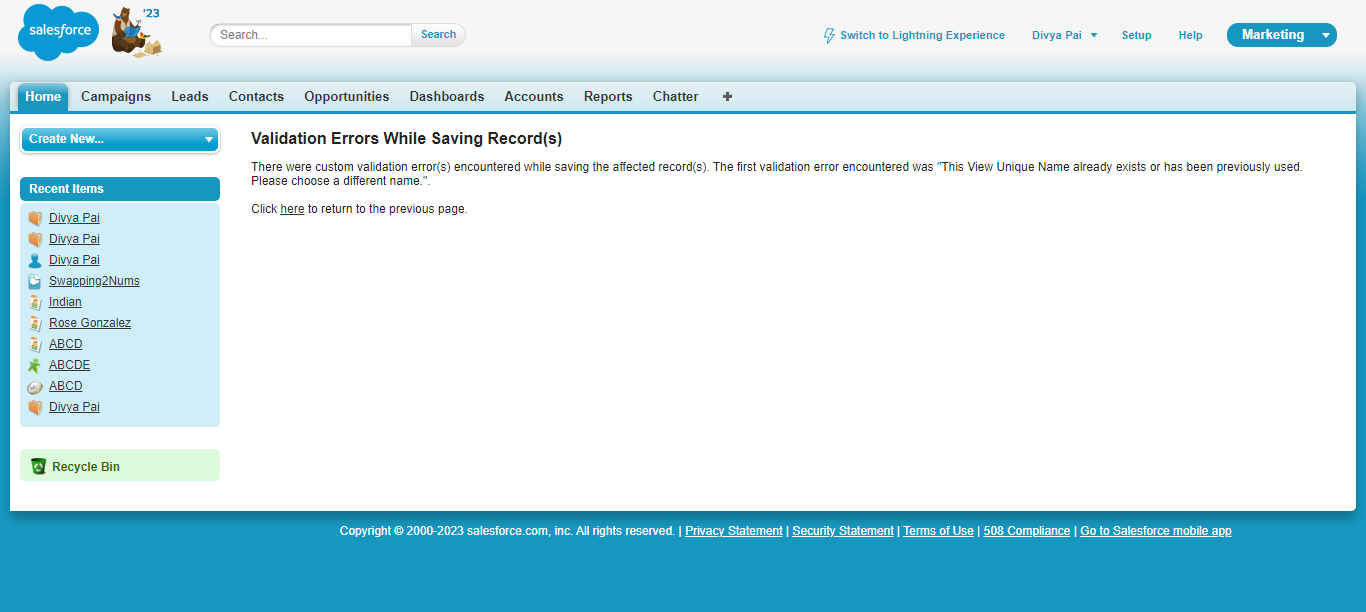 salesforce
'23
Search...
Search
Switch to Lightning Experience
Divya Pai
Setup
Help
Marketing
Home
Campaigns
Leads
Contacts
Opportunities
Dashboards
Accounts
Reports
Chatter
+
Create New...
Recent Items
Divya Pai
Divya Pai
Divya Pai
Swapping2Nums
Indian
Rose Gonzalez
ABCD
ABCDE
ABCD
Divya Pai
Recycle Bin
Validation Errors While Saving Record(s)
There were custom validation error(s) encountered while saving the affected record(s). The first validation error encountered was "This View Unique Name already exists or has been previously used.
Please choose a different name.".
Click here to return to the previous page.
Copyright © 2000-2023 salesforce.com, inc. All rights reserved. | Privacy Statement | Security Statement | Terms of Use | 508 Compliance | Go to Salesforce mobile app